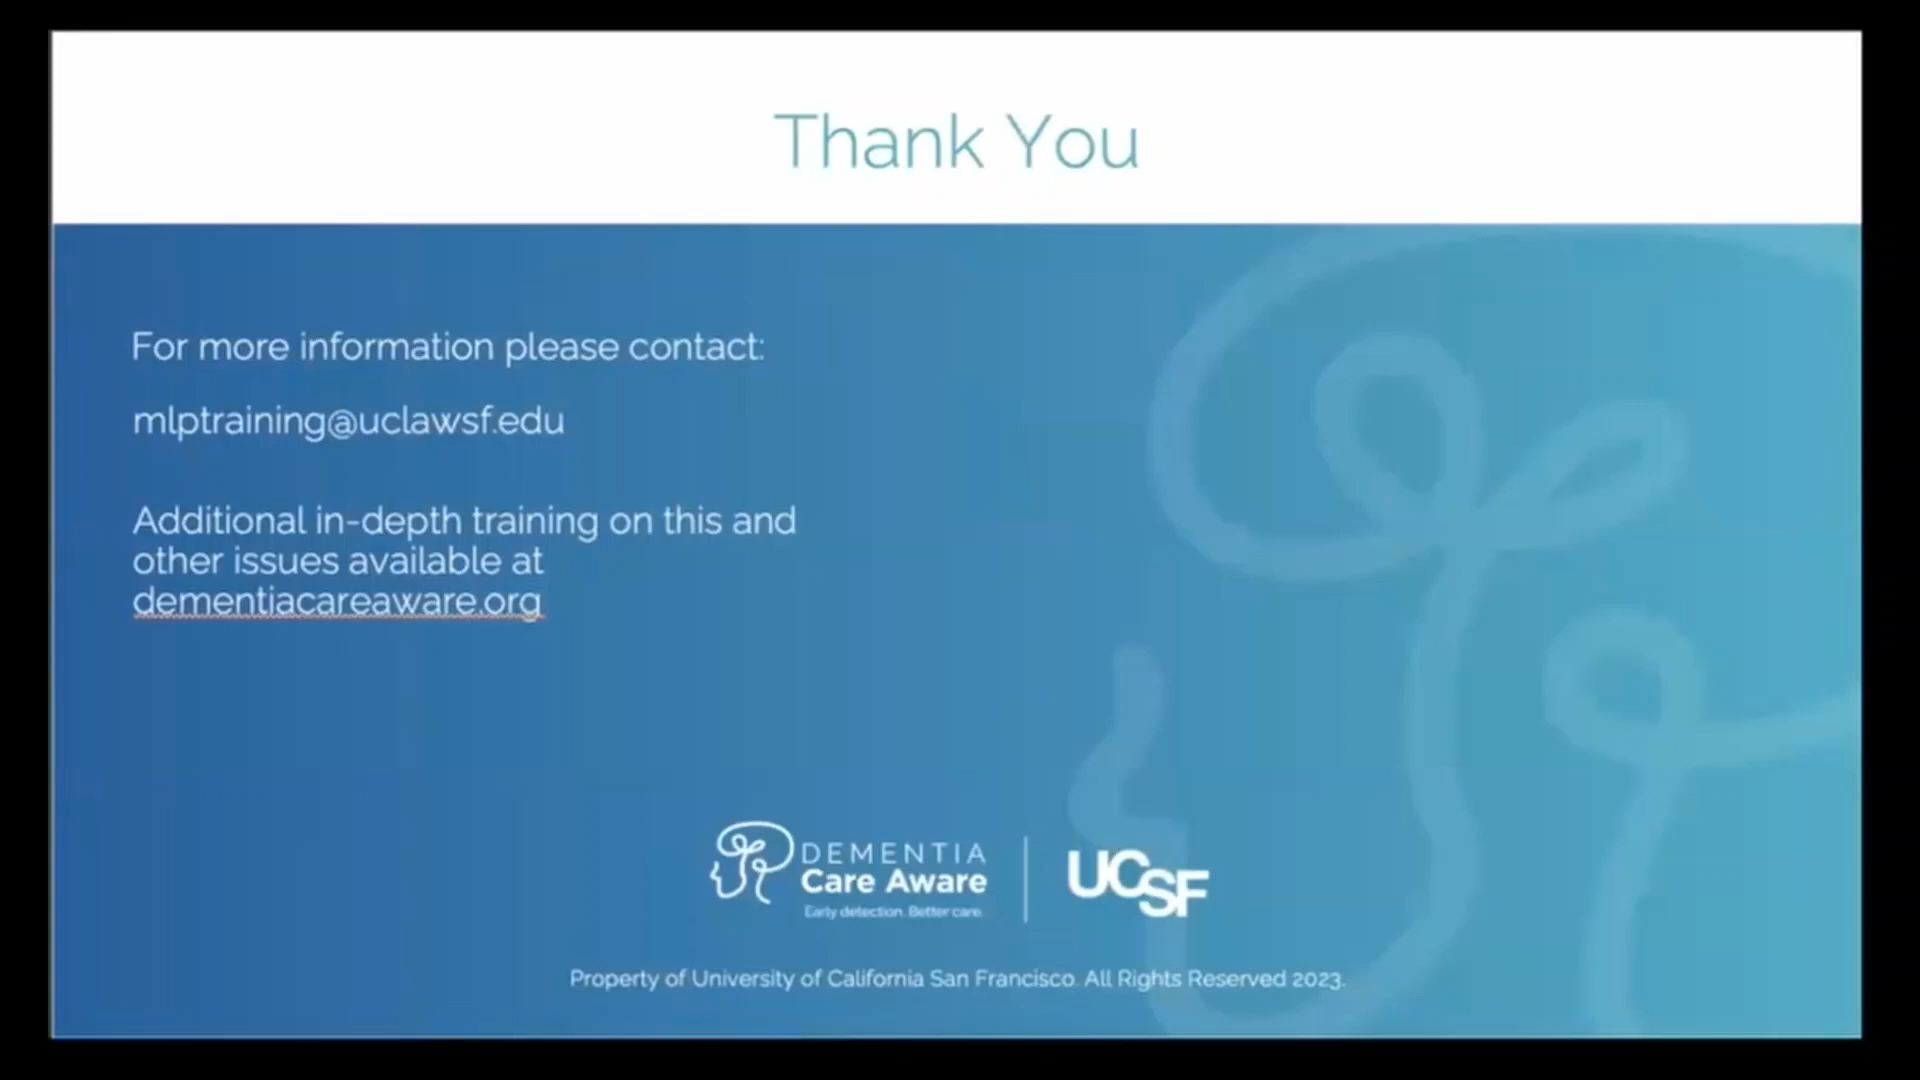 Thank You
For more information please contact:
mlptraining@uclawsf.edu
Additional in-depth training on this and
other issues available at
dementiacareaware.org
DEMENTIA
Care Aware
Early detection. Better care.
UCSF
Property of University of California San Francisco. All Rights Reserved 2023.